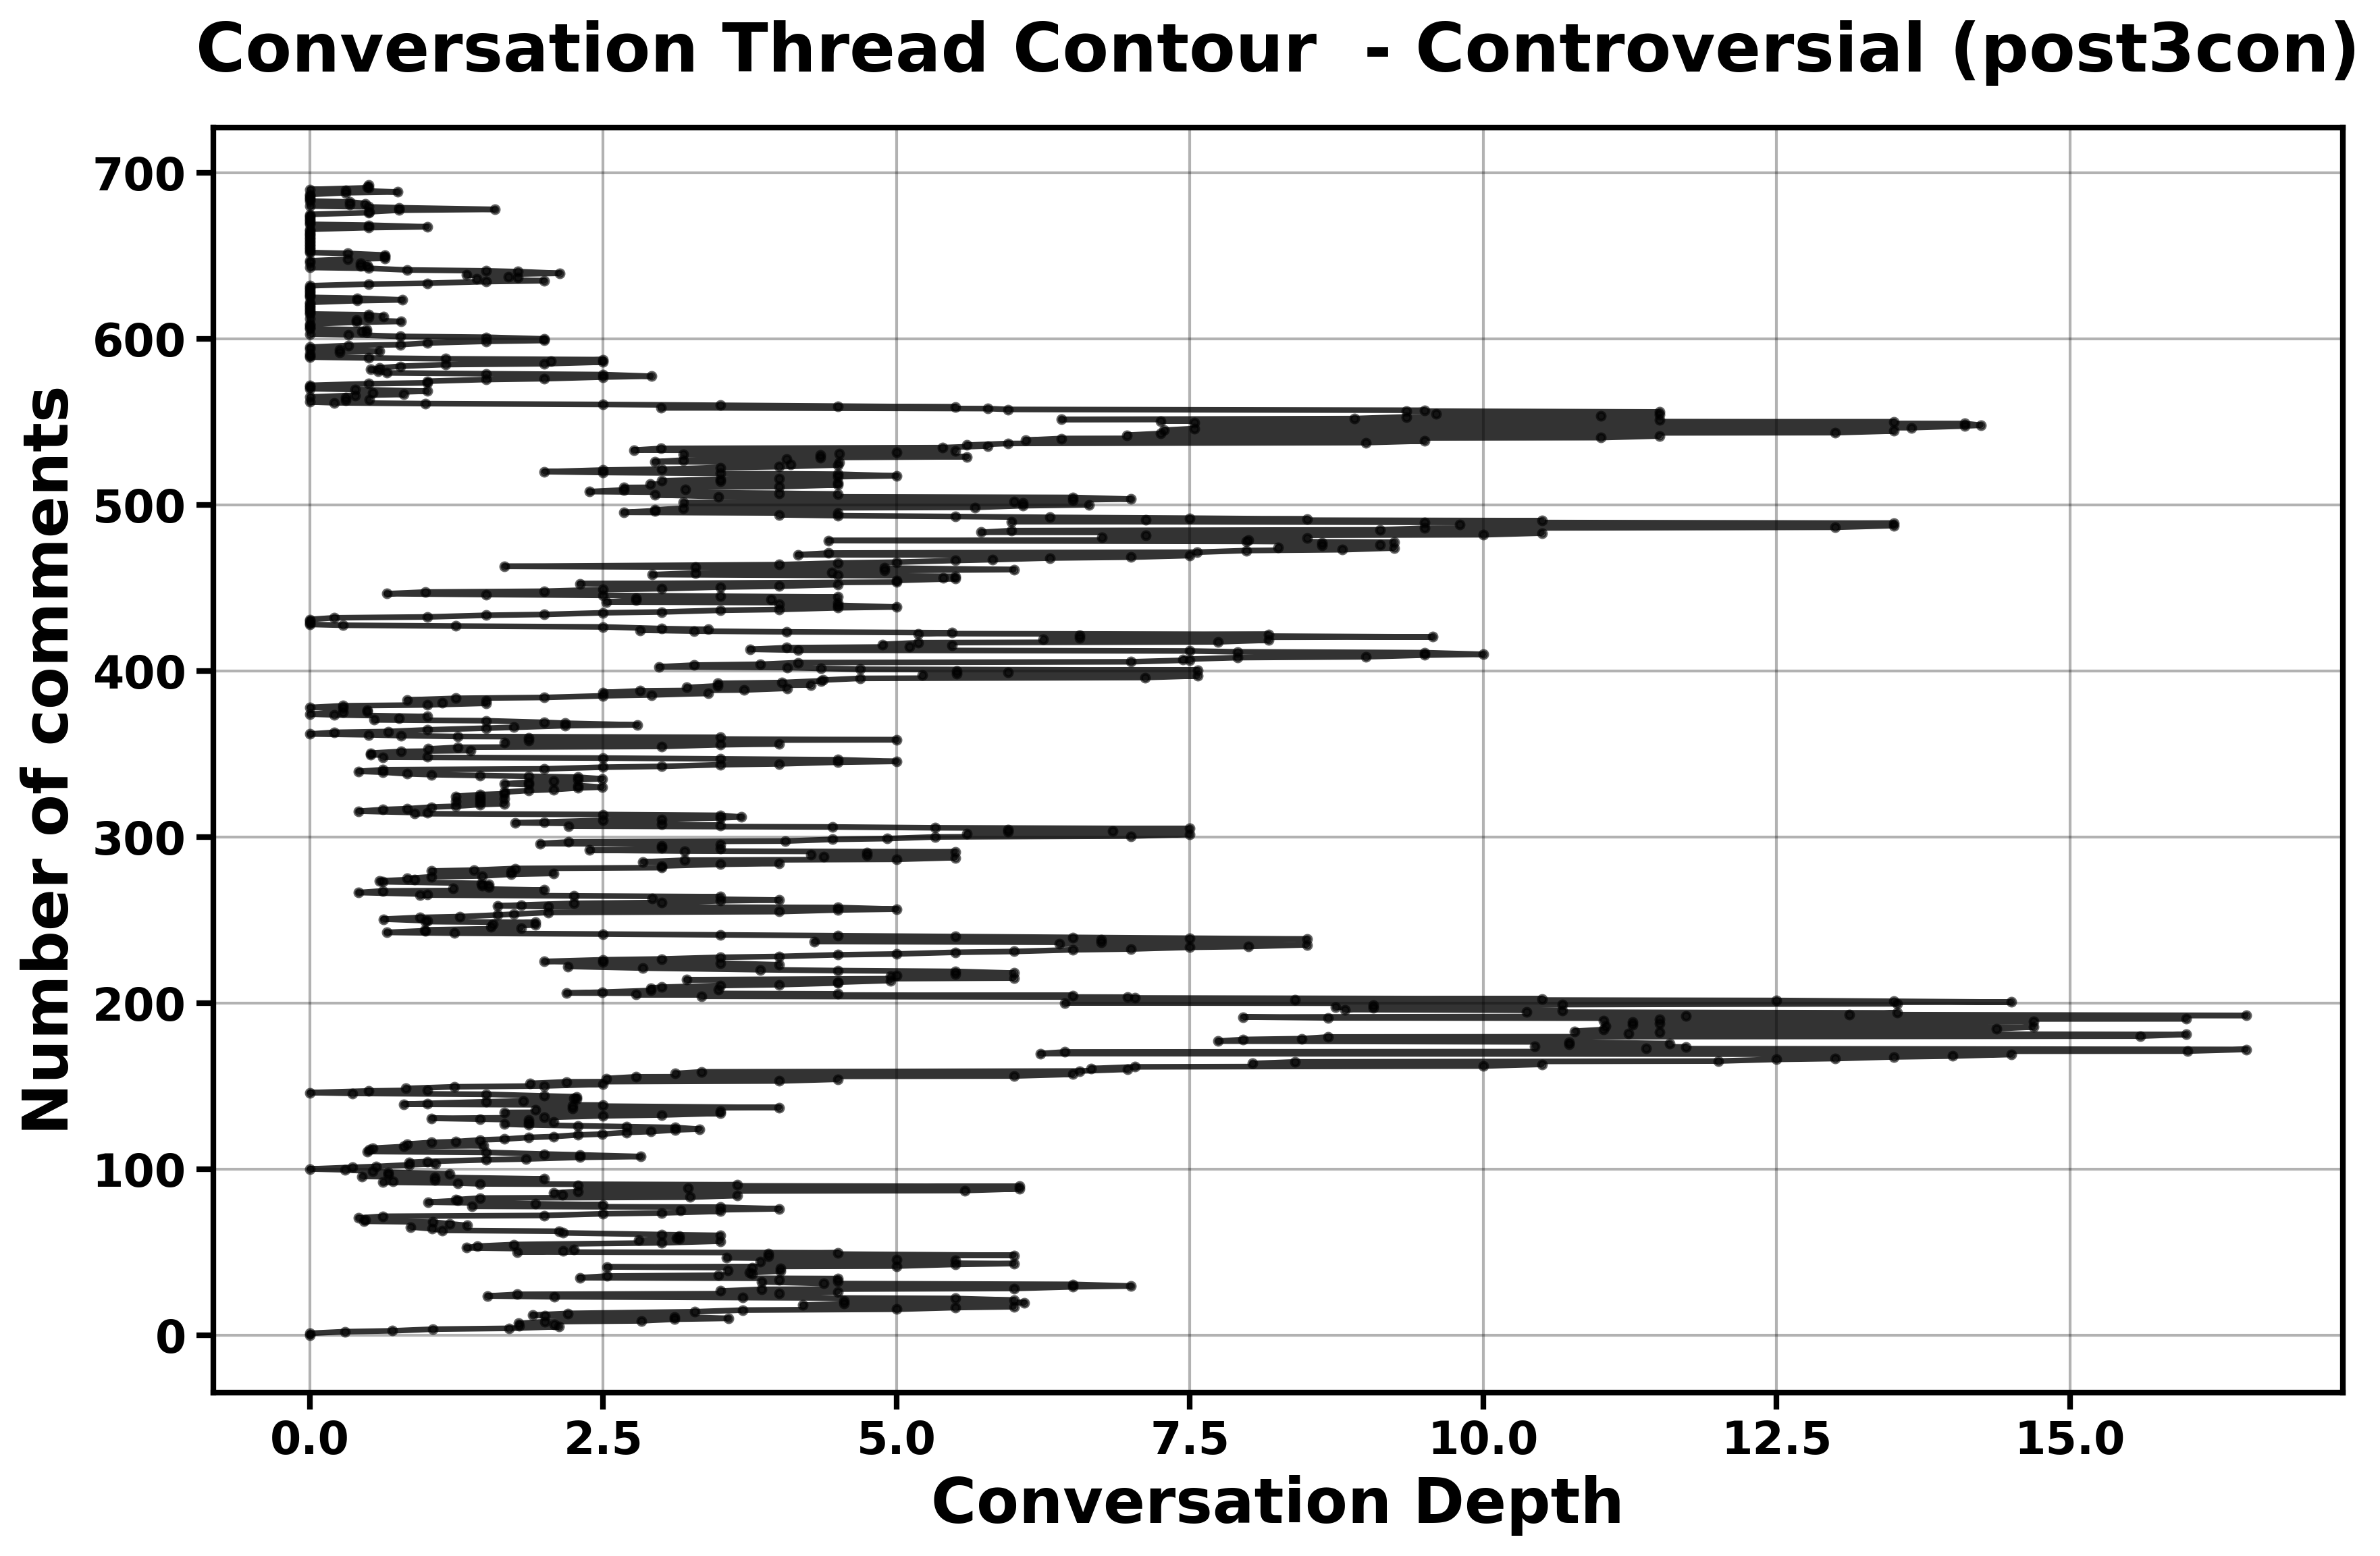 Conversation Thread Contour  - Controversial (post3con)
Number of comments
700
600
500
400
300
200
100
0
0.0 2.5 5.0 7.5 10.0 12.5 15.0
Conversation Depth